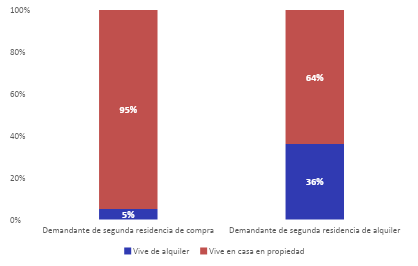 100%
80%
60%
40%
20%
0%
95%
5%
64%
36%
Demandante de segunda residencia de compra
Demandante de segunda residencia de alquiler
Vive de alquiler
Vive en casa en propiedad